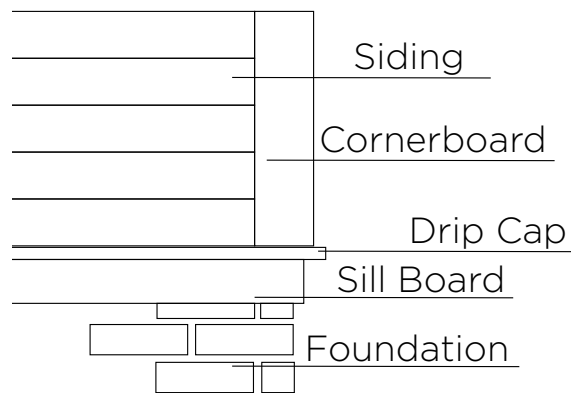 Siding
Cornerboard
Drip Cap
Sill Board
Foundation